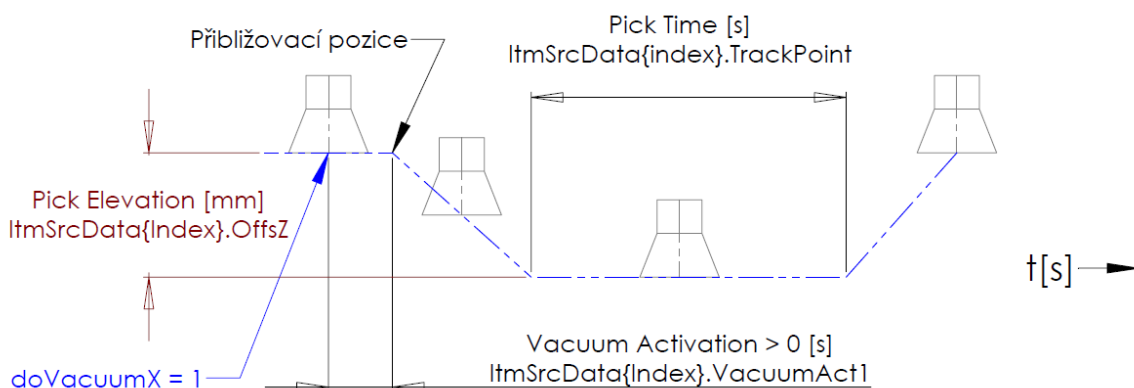 Pick Time [s]
ItmSrcData{index}.TrackPoint
Přibližovací pozice
Pick Elevation [mm]
ItmSrcData{Index}.OffsZ
t[s]
Vacuum Activation > 0 [s]
ItmSrcData{Index}.VacuumAct1
doVacuumX = 1